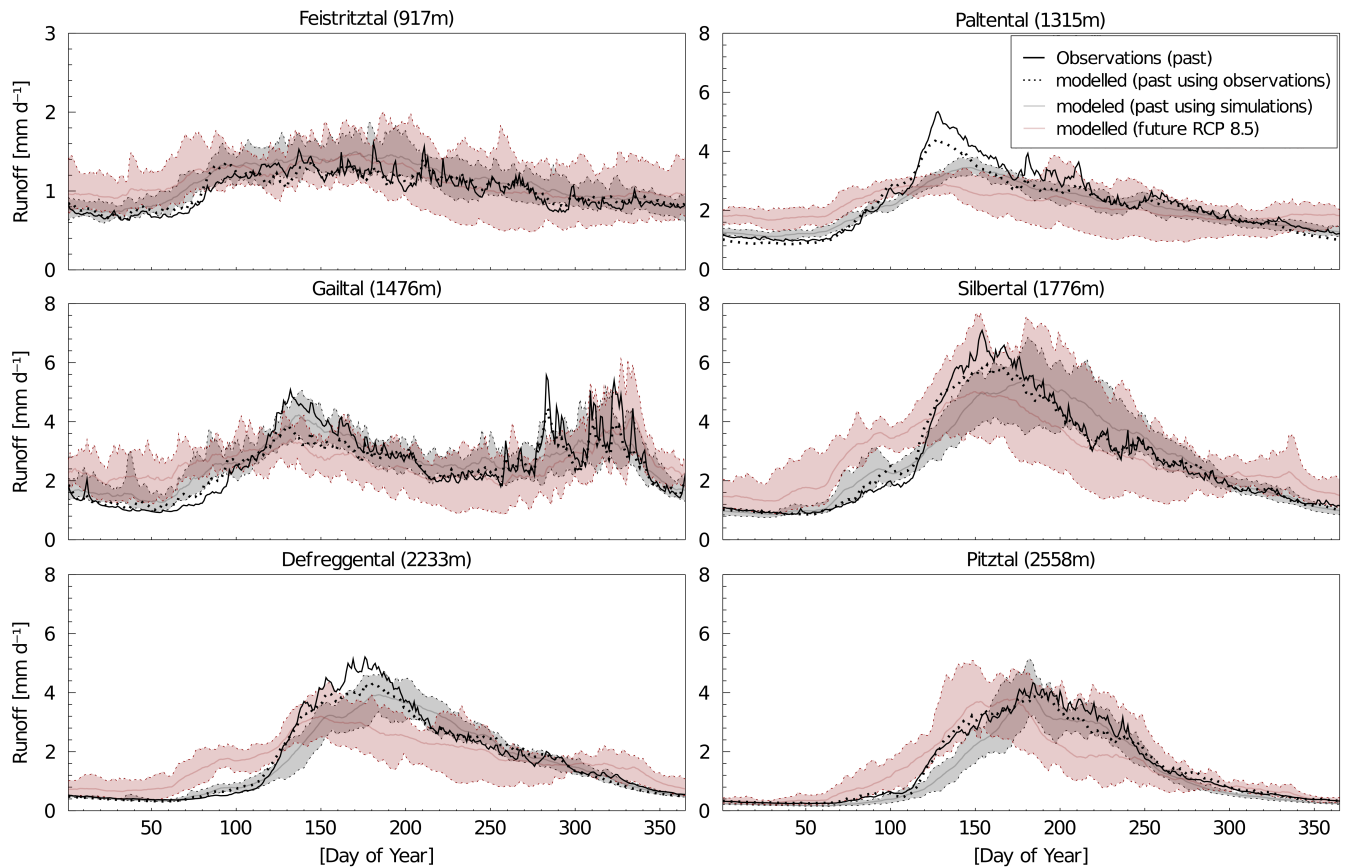 Feistritztal (917m)
Paltental (1315m)
3
2
1
0
Runoff [mm d⁻¹]
8
6
4
2
0
Observations (past)
modelled (past using observations)
modeled (past using simulations)
modelled (future RCP 8.5)
Gailtal (1476m)
Silbertal (1776m)
8
6
4
2
0
Runoff [mm d⁻¹]
8
6
4
2
0
Defreggental (2233m)
Pitztal (2558m)
8
6
4
2
0
Runoff [mm d⁻¹]
8
6
4
2
0
50 100 150 200 250 300 350
50 100 150 200 250 300 350
[Day of Year]
[Day of Year]